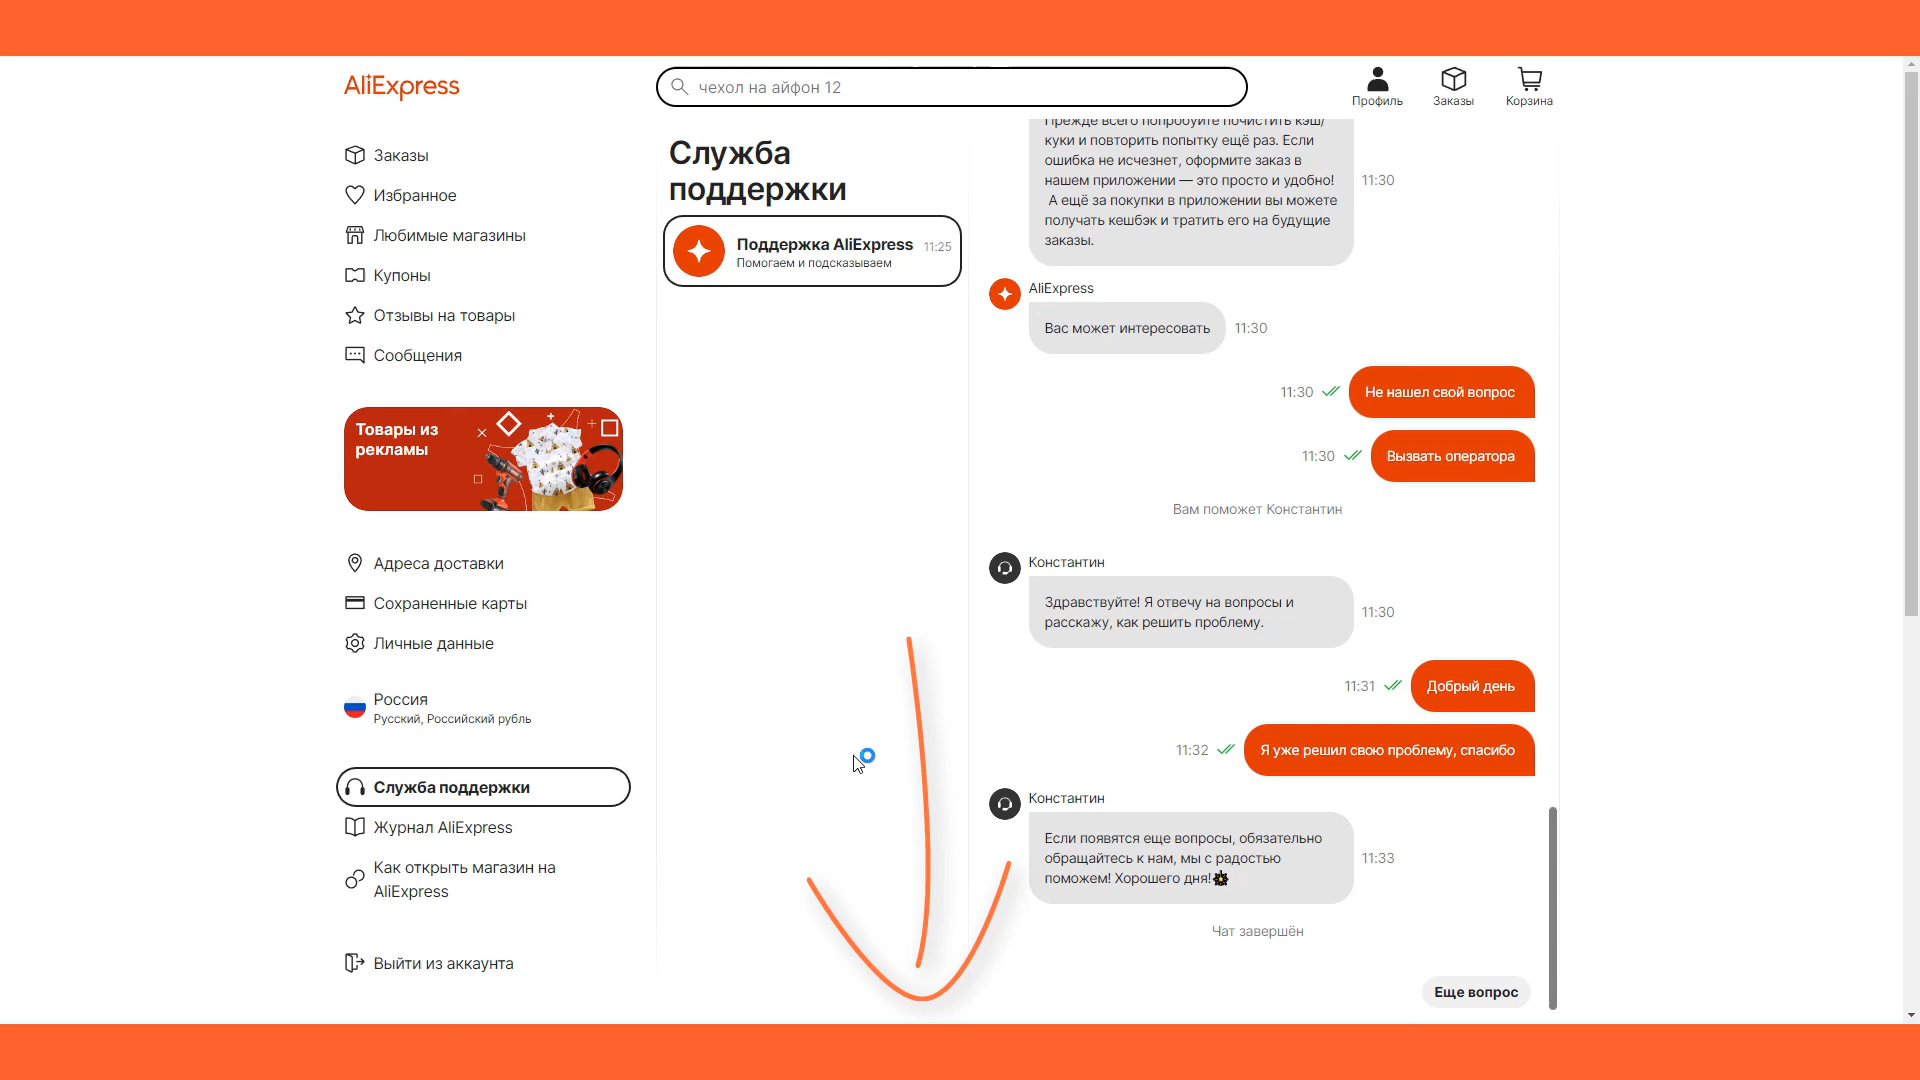 AliExpress
чехол на айфон 12
Профиль
Заказы
Корзина
Заказы
Избранное
Любимые магазины
Купоны
Отзывы на товары
Сообщения
Товары из
рекламы
Адреса доставки
Сохраненные карты
Личные данные
Россия
Русский, Российский рубль
Служба поддержки
Журнал AliExpress
Как открыть магазин на
AliExpress
Выйти из аккаунта
Служба
поддержки
Поддержка AliExpress 11:25
Помогаем и подсказываем
Прежде всего попробуйте почистить кэш/
куки и повторить попытку ещё раз. Если
ошибка не исчезнет, оформите заказ в
нашем приложении — это просто и удобно!
А ещё за покупки в приложении вы можете
получать кешбэк и тратить его на будущие
заказы.
11:30
AliExpress
Вас может интересовать 11:30
11:30 Не нашел свой вопрос
11:30 Вызвать оператора
Вам поможет Константин
Константин
Здравствуйте! Я отвечу на вопросы и
расскажу, как решить проблему.
11:30
11:31 Добрый день
11:32 Я уже решил свою проблему, спасибо
Константин
Если появятся еще вопросы, обязательно
обращайтесь к нам, мы с радостью
поможем! Хорошего дня!
11:33
Чат завершён
Еще вопрос